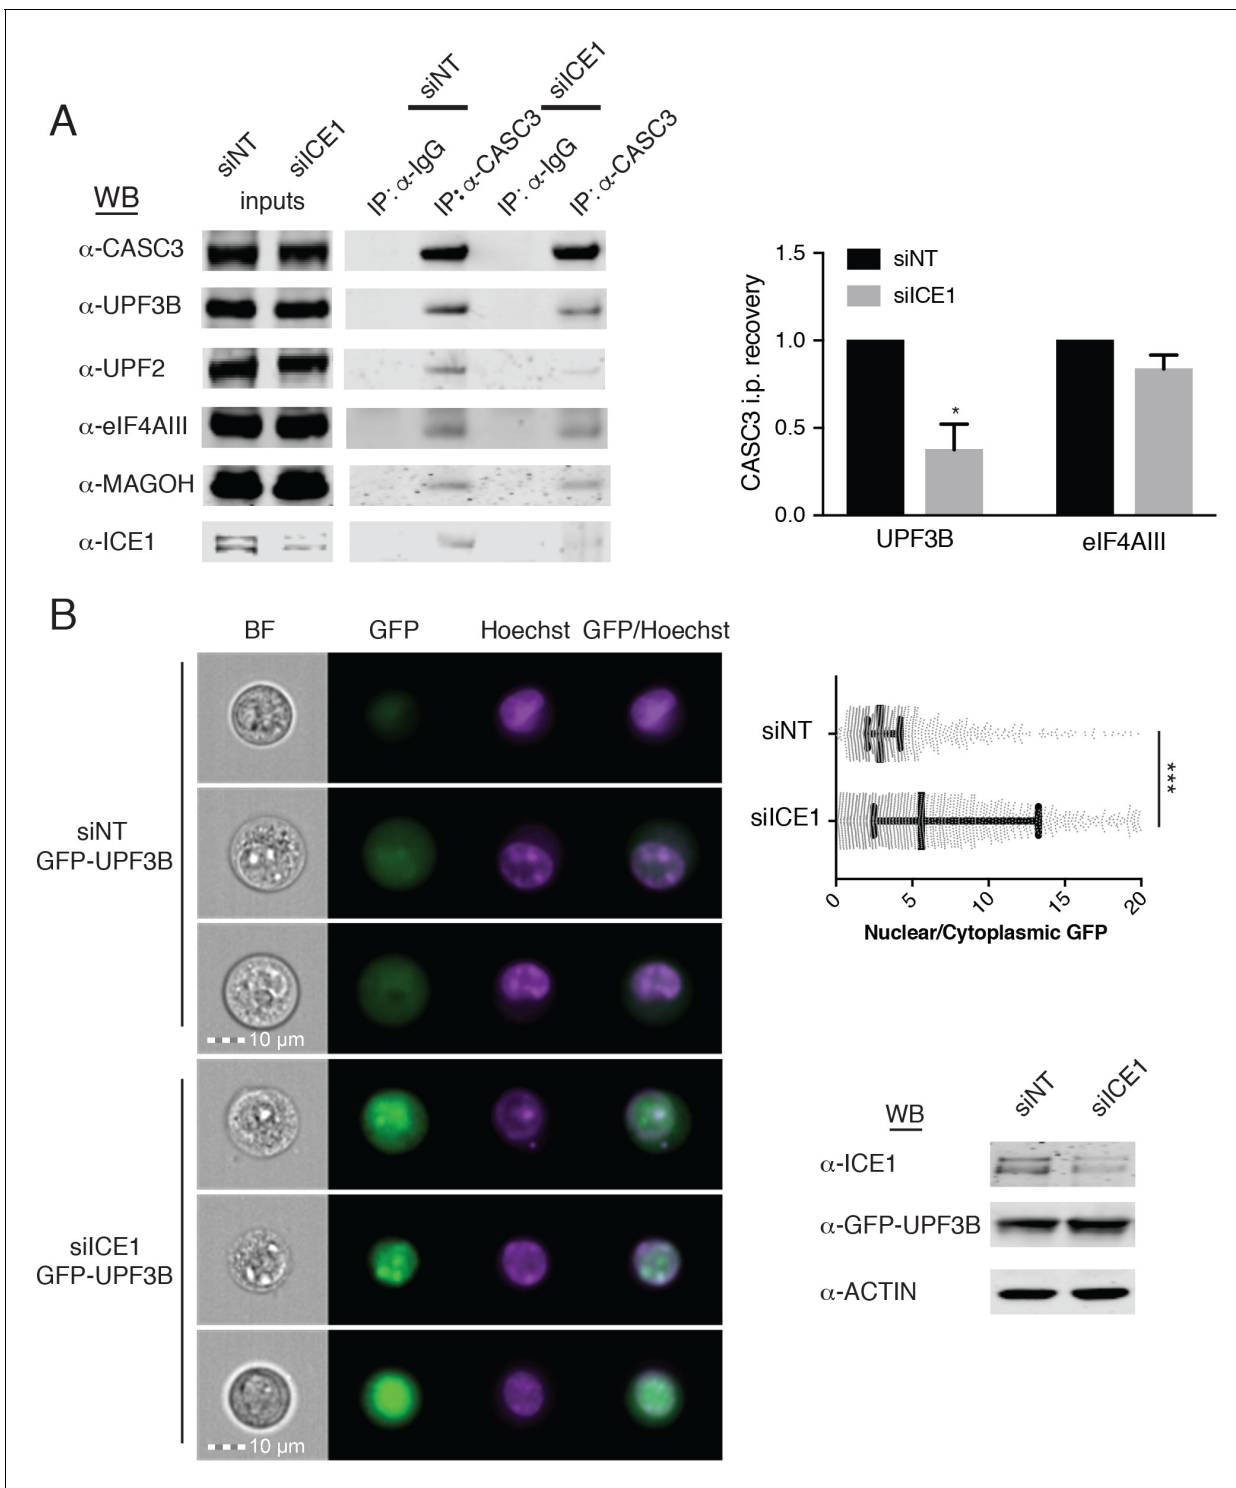 A
siNT
siICE1
siNT
siICE1
inputs
IP: α-IgG
IP: α-CASC3
IP: α-IgG
IP: α-CASC3
WB
α-CASC3
α-UPF3B
α-UPF2
α-eIF4AIII
α-MAGOH
α-ICE1
CASC3 i.p. recovery
1.5
1.0
0.5
0.0
siNT
siICE1
*
UPF3B
eIF4AIII
B
BF
GFP
Hoechst
GFP/Hoechst
siNT
GFP-UPF3B
10 µm
siICE1
GFP-UPF3B
10 µm
siNT
siICE1
***
0
5
10
15
20
Nuclear/Cytoplasmic GFP
WB
siNT
siICE1
α-ICE1
α-GFP-UPF3B
α-ACTIN